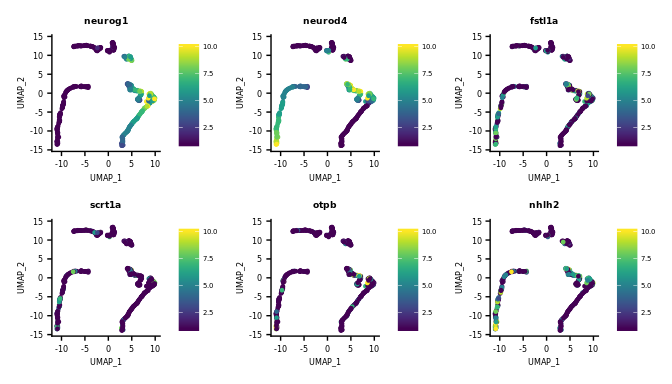 neurog1 neurod4 fstl1a
15 15 15
10 10 10
5 5 5
0 0 0
-5 -5 -5
-10 -10 -10
-15 -15 -15
UMAP_2 UMAP_2 UMAP_2
10.0 10.0 10.0
7.5 7.5 7.5
5.0 5.0 5.0
2.5 2.5 2.5
-10 -5 0 5 10 -10 -5 0 5 10 -10 -5 0 5 10
UMAP_1 UMAP_1 UMAP_1
scrt1a otpb nhlh2
15 15 15
10 10 10
5 5 5
0 0 0
-5 -5 -5
-10 -10 -10
-15 -15 -15
UMAP_2 UMAP_2 UMAP_2
10.0 10.0 10.0
7.5 7.5 7.5
5.0 5.0 5.0
2.5 2.5 2.5
-10 -5 0 5 10 -10 -5 0 5 10 -10 -5 0 5 10
UMAP_1 UMAP_1 UMAP_1